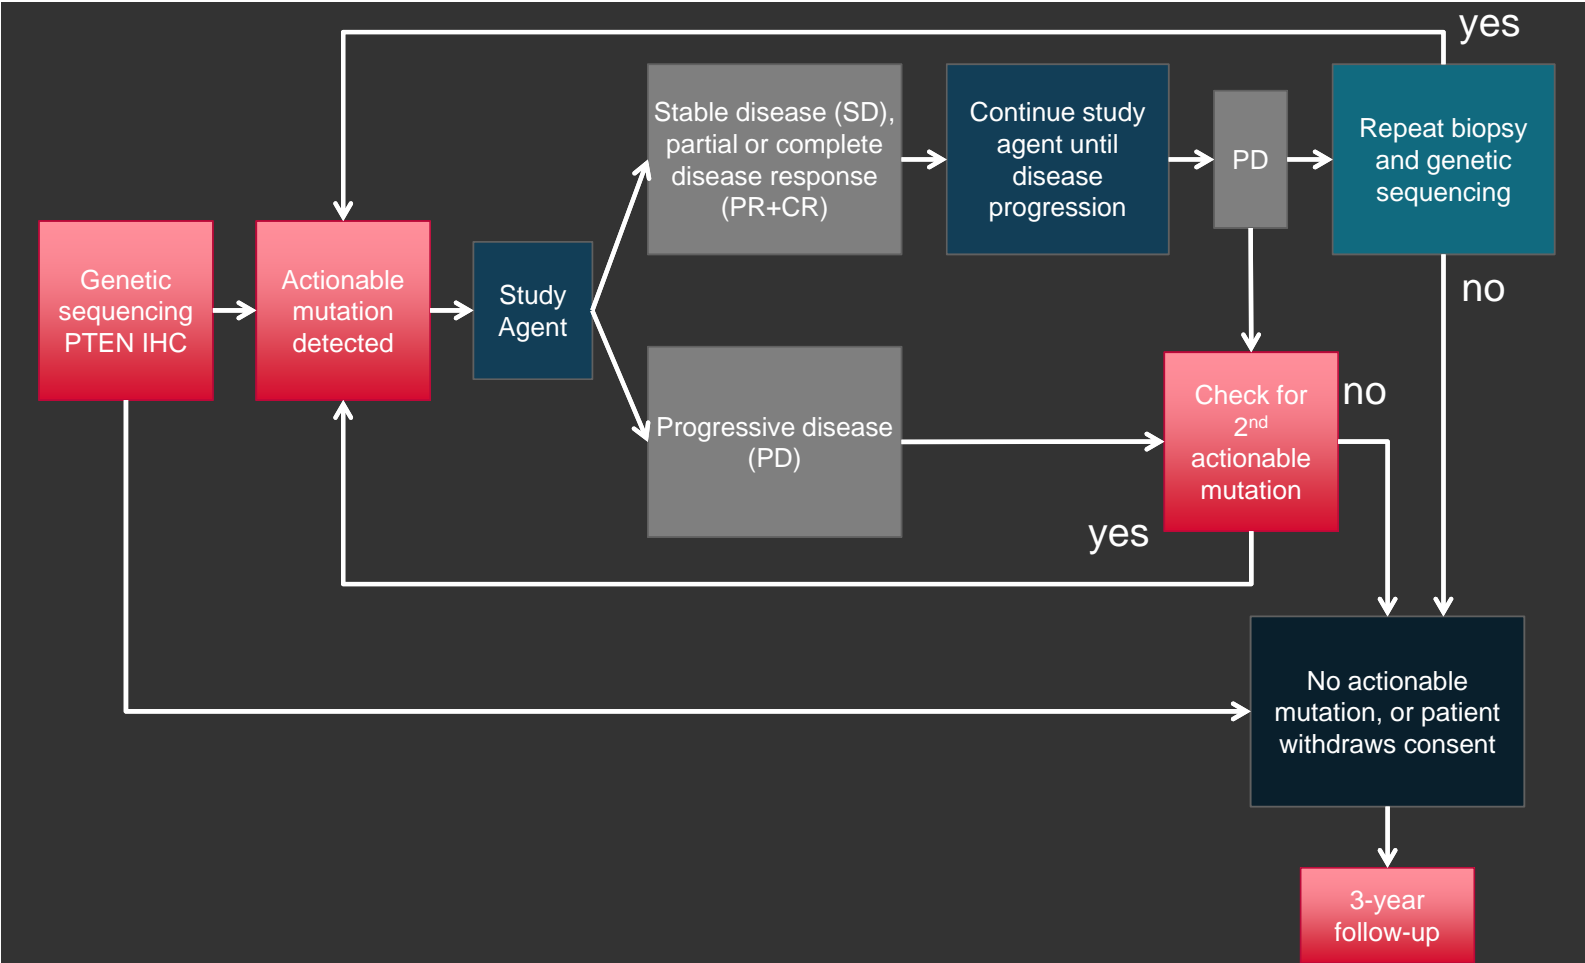 yes
Stable disease (SD),
partial or complete
disease response
(PR+CR)
Continue study
agent until
disease
progression
PD
Repeat biopsy
and genetic
sequencing
Genetic
sequencing
PTEN IHC
Actionable
mutation
detected
Study
Agent
no
Progressive disease
(PD)
Check for
2nd
actionable
mutation
no
yes
No actionable
mutation, or patient
withdraws consent
3-year
follow-up